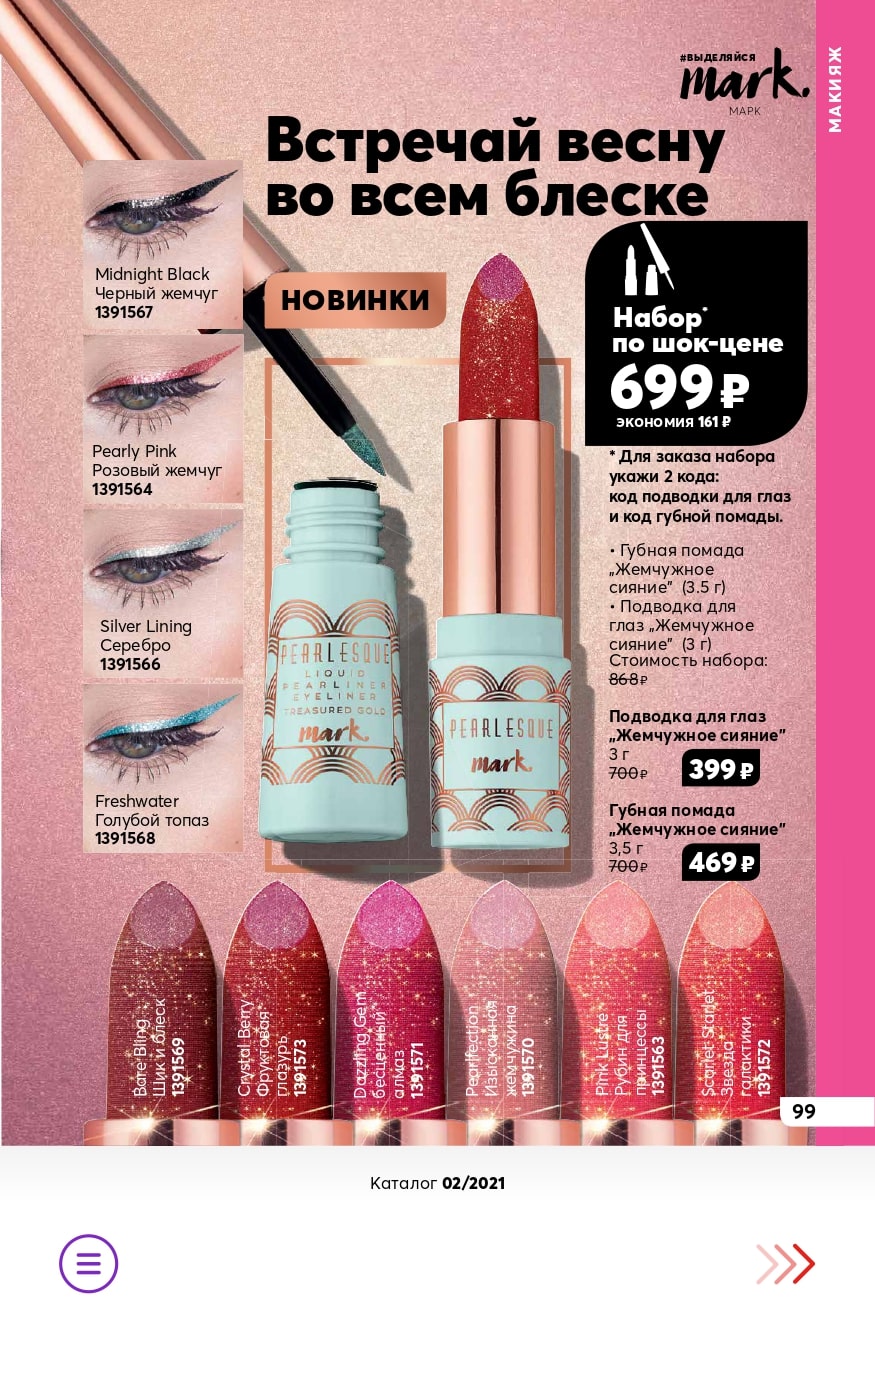 #ВЫДЕЛЯЙСЯ
mark.
МАРК
МАКИЯЖ
Встречай весну
во всем блеске
Midnight Black
Черный жемчуг
1391567
Pearly Pink
Розовый жемчуг
1391564
Silver Lining
Серебро
1391566
Freshwater
Голубой топаз
1391568
НОВИНКИ
PEARLESQUE
LIQUID
PEARLINER
EYELINER
TREASURED GOLD
mark.
PEARLESQUE
mark.
Набор*
по шок-цене
699 ₽
экономия 161 ₽
* Для заказа набора
укажи 2 кода:
код подводки для глаз
и код губной помады.
• Губная помада
„Жемчужное
сияние" (3.5 г)
• Подводка для
глаз „Жемчужное
сияние" (3 г)
Стоимость набора:
868 ₽
Подводка для глаз
„Жемчужное сияние"
3 г
700 ₽
399 ₽
Губная помада
„Жемчужное сияние"
3,5 г
700 ₽
469 ₽
Bare Bling
Шик и блеск
1391569
Crystal Berry
Фруктовая
глазурь
1391573
Dazzling Gem
бесценный
алмаз
1391571
Pearlfection
Изысканная
жемчужина
1391570
Pink Lustre
Рубин для
принцессы
1391563
Scarlet Starlet
Звезда
галактики
1391572
99
Каталог 02/2021